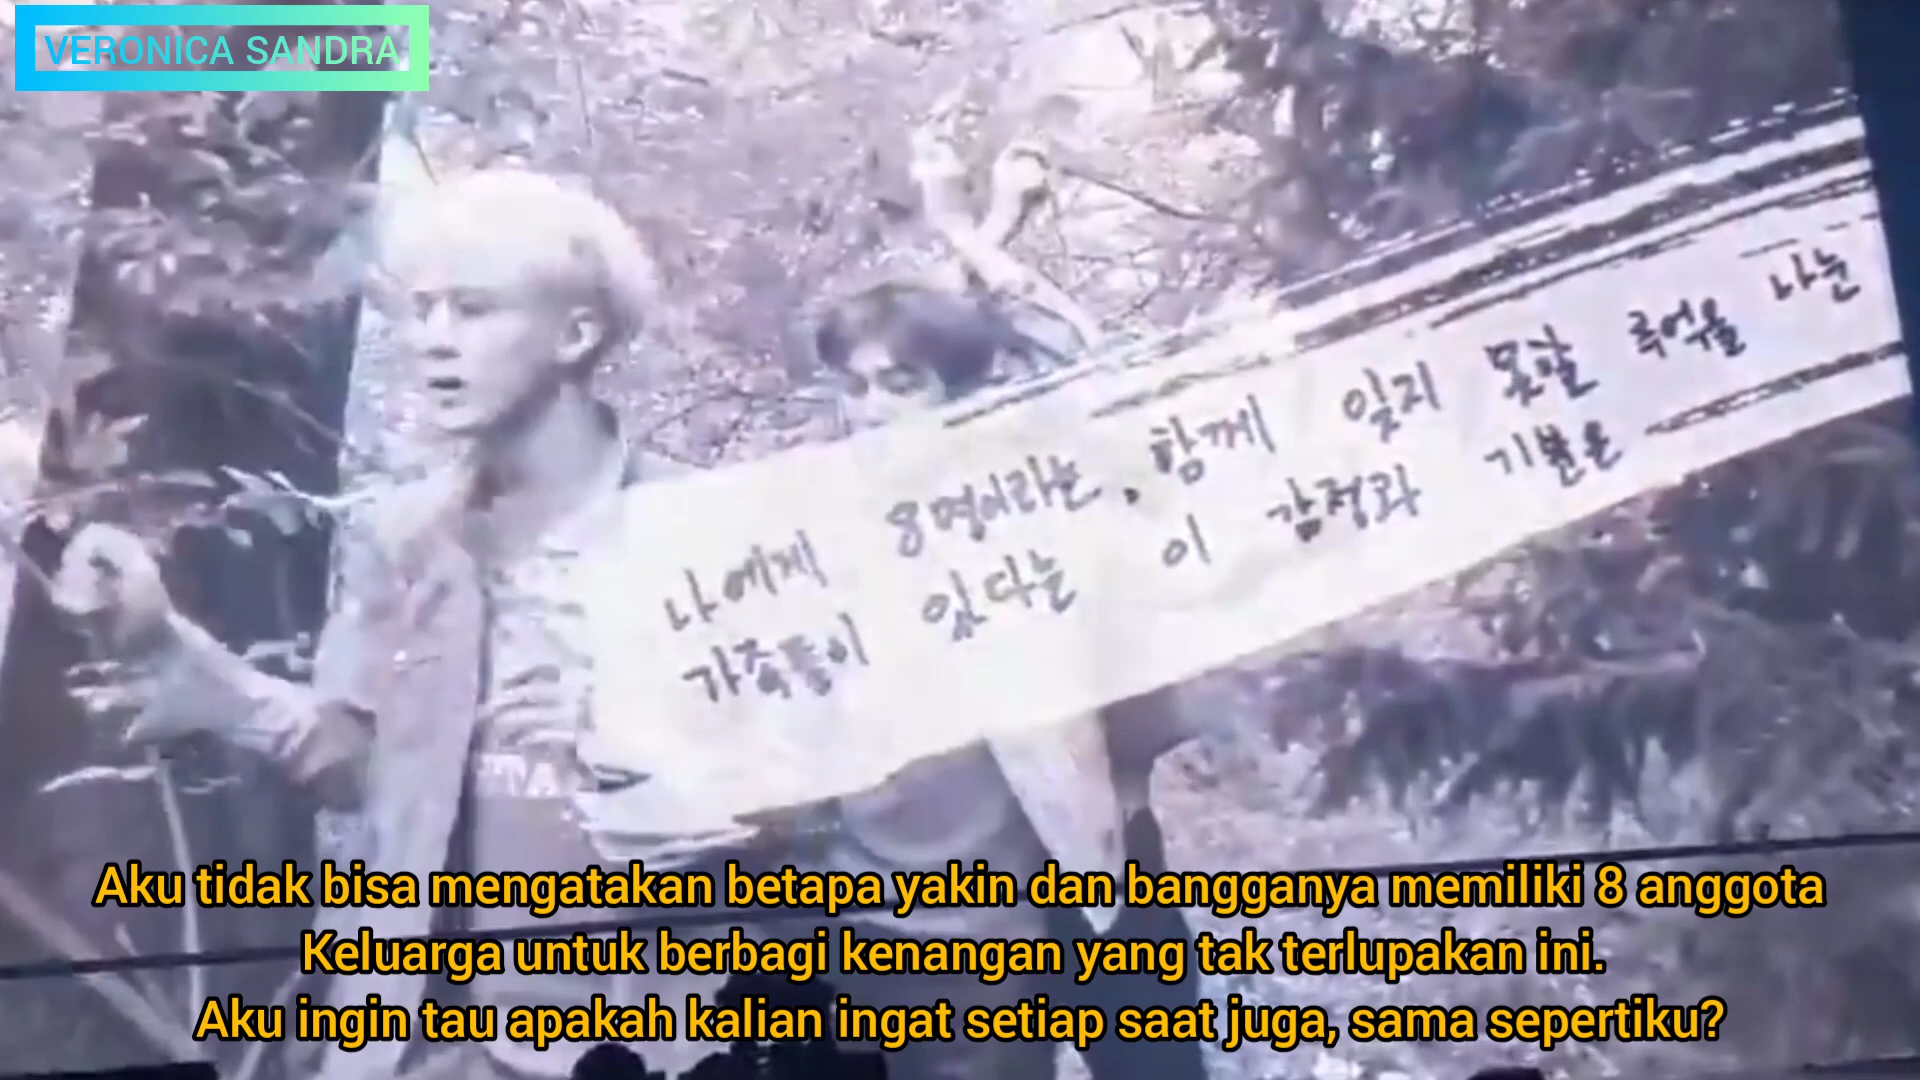 VERONICA SANDRA
나에게 8명이라는, 함께 잊지 못할 추억을 나눈
가족들이 있다는 이 감정과 기분은
Aku tidak bisa mengatakan betapa yakin dan bangganya memiliki 8 anggota
Keluarga untuk berbagi kenangan yang tak terlupakan ini.
Aku ingin tau apakah kalian ingat setiap saat juga, sama sepertiku?